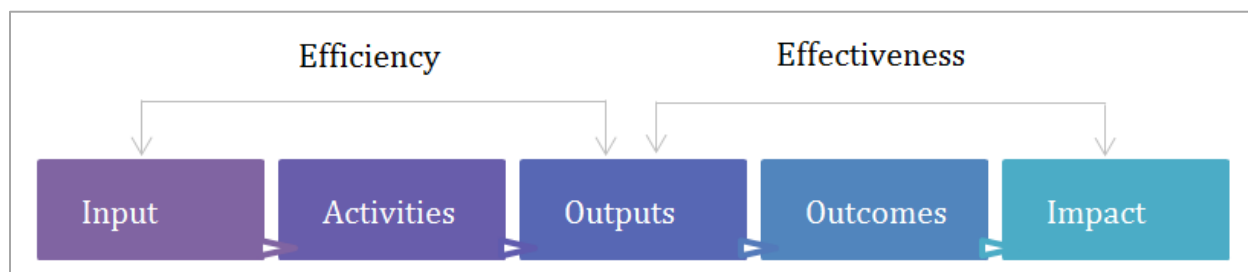 Efficiency
Effectiveness
Input
Activities
Outputs
Outcomes
Impact